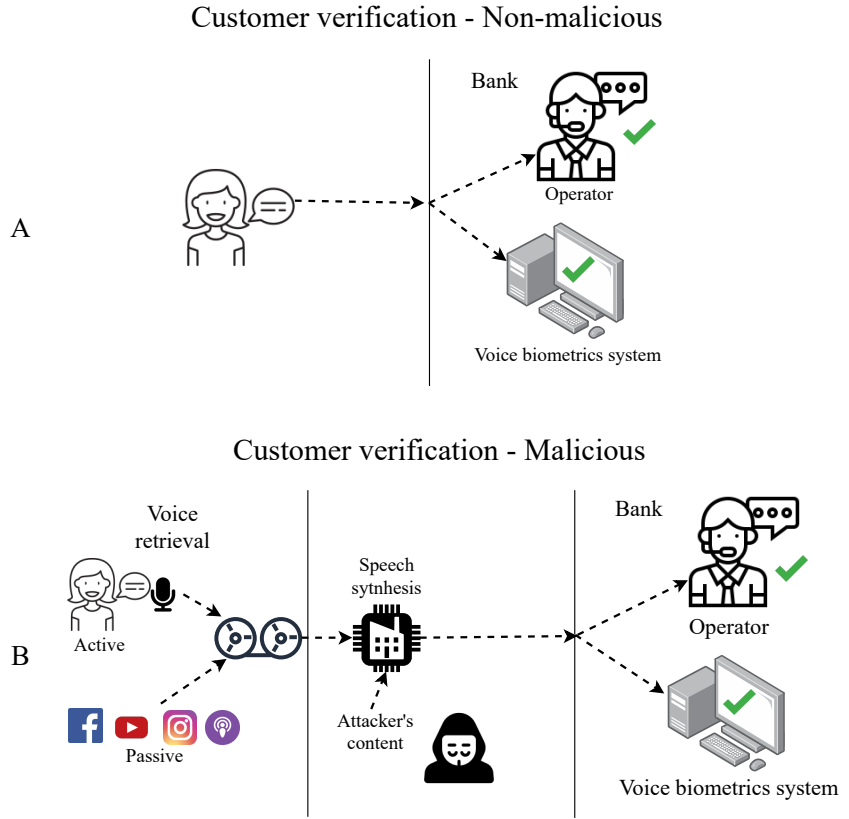 Customer verification - Non-malicious
Bank
Operator
A
Voice biometrics system
Customer verification - Malicious
Voice
retrieval
Bank
Speech
sytnhesis
Active
Operator
B
Attacker's
content
Passive
Voice biometrics system